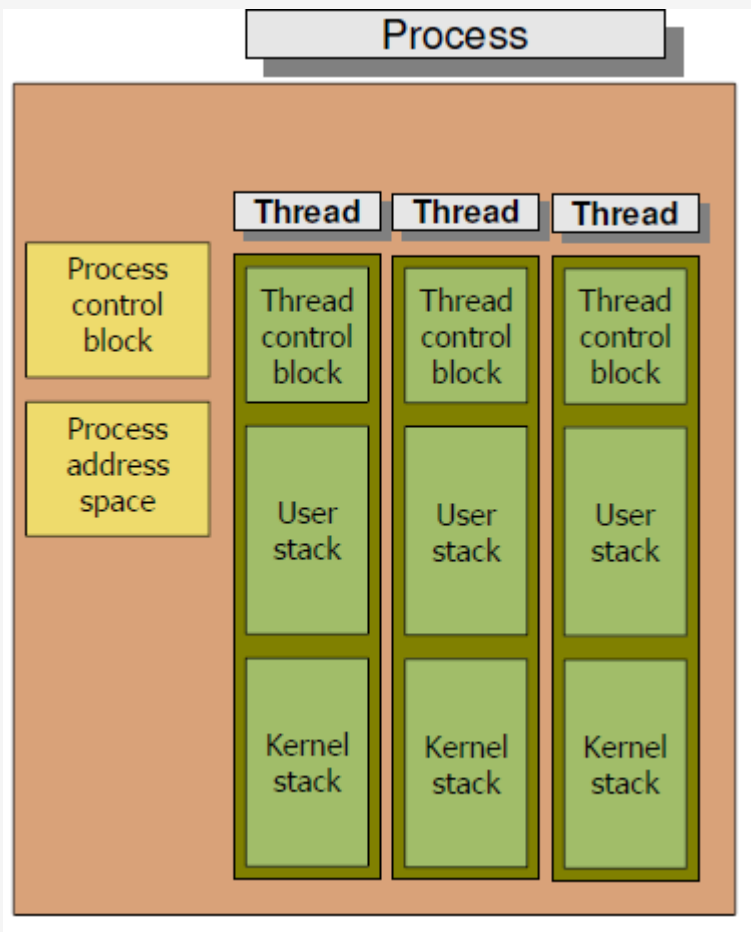 Process
Thread
Thread
Thread
Process
control
block
Process
address
space
Thread
control
block
User
stack
Kernel
stack
Thread
control
block
User
stack
Kernel
stack
Thread
control
block
User
stack
Kernel
stack